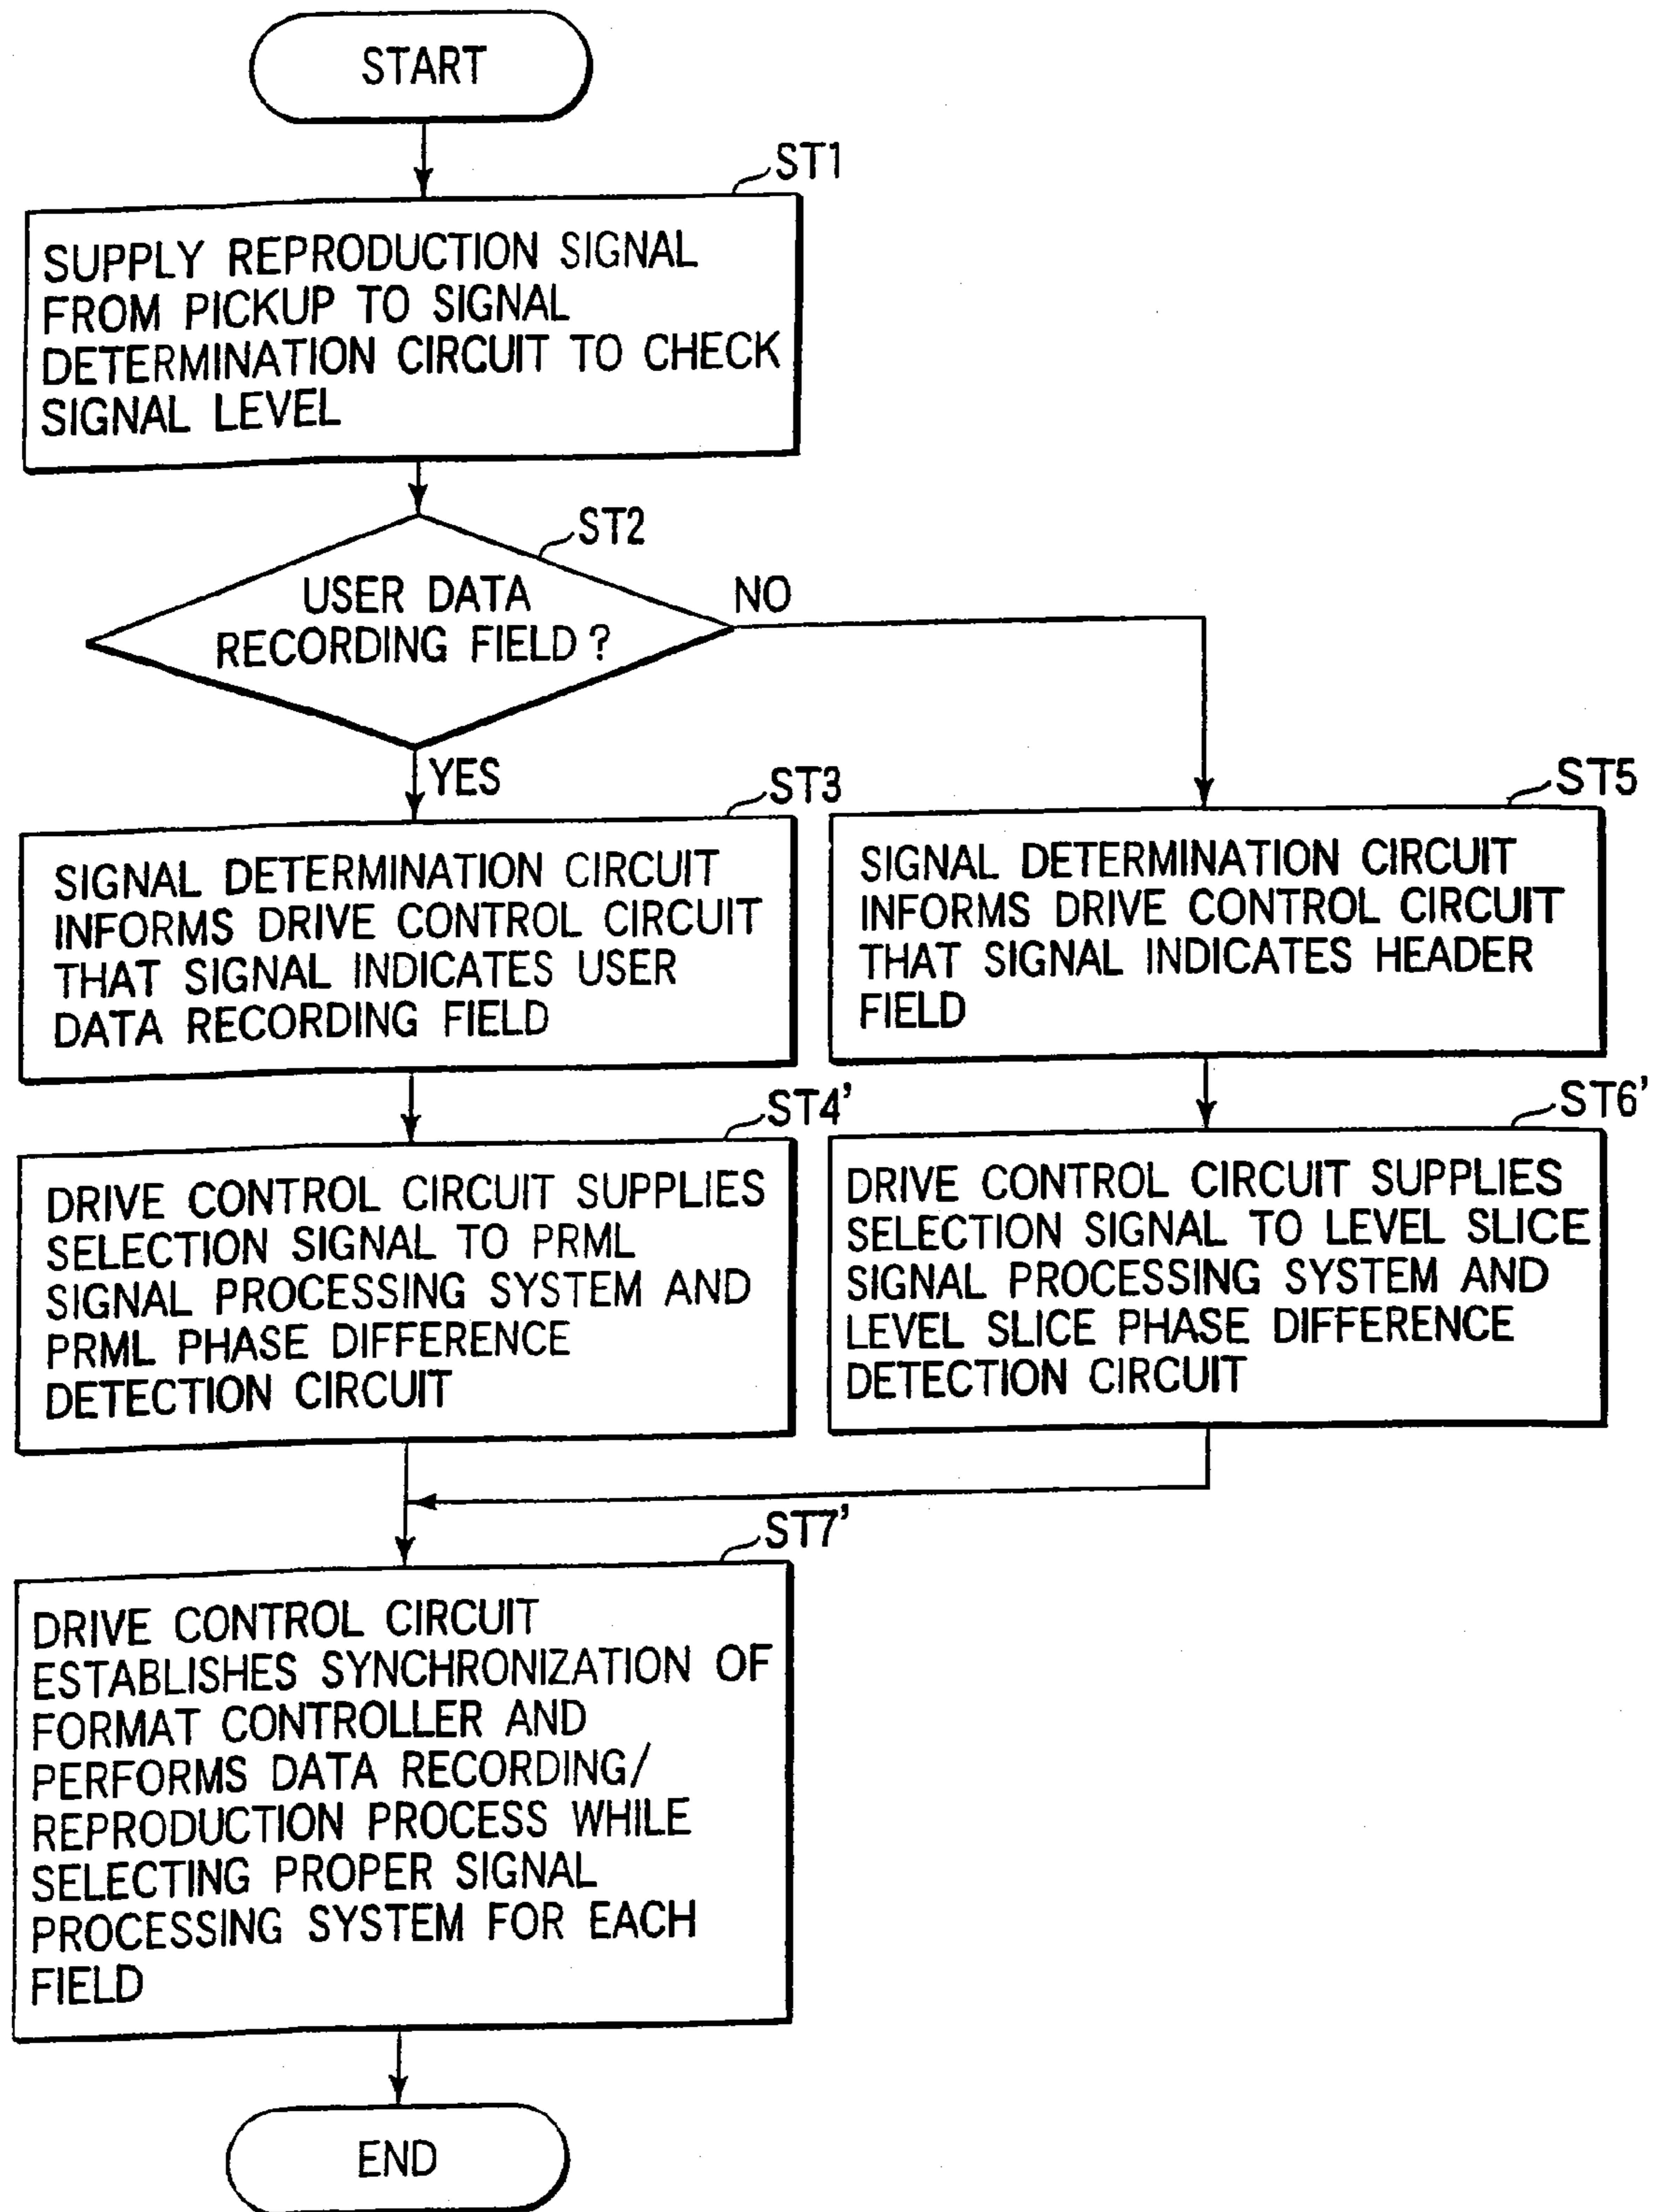 START
ST1
SUPPLY REPRODUCTION SIGNAL
FROM PICKUP TO SIGNAL
DETERMINATION CIRCUIT TO CHECK
SIGNAL LEVEL
ST2
USER DATA
RECORDING FIELD?
NO
YES
ST3
SIGNAL DETERMINATION CIRCUIT
INFORMS DRIVE CONTROL CIRCUIT
THAT SIGNAL INDICATES USER
DATA RECORDING FIELD
ST5
SIGNAL DETERMINATION CIRCUIT
INFORMS DRIVE CONTROL CIRCUIT
THAT SIGNAL INDICATES HEADER
FIELD
ST4'
DRIVE CONTROL CIRCUIT SUPPLIES
SELECTION SIGNAL TO PRML
SIGNAL PROCESSING SYSTEM AND
PRML PHASE DIFFERENCE
DETECTION CIRCUIT
ST6'
DRIVE CONTROL CIRCUIT SUPPLIES
SELECTION SIGNAL TO LEVEL SLICE
SIGNAL PROCESSING SYSTEM AND
LEVEL SLICE PHASE DIFFERENCE
DETECTION CIRCUIT
ST7'
DRIVE CONTROL CIRCUIT
ESTABLISHES SYNCHRONIZATION OF
FORMAT CONTROLLER AND
PERFORMS DATA RECORDING/
REPRODUCTION PROCESS WHILE
SELECTING PROPER SIGNAL
PROCESSING SYSTEM FOR EACH
FIELD
END